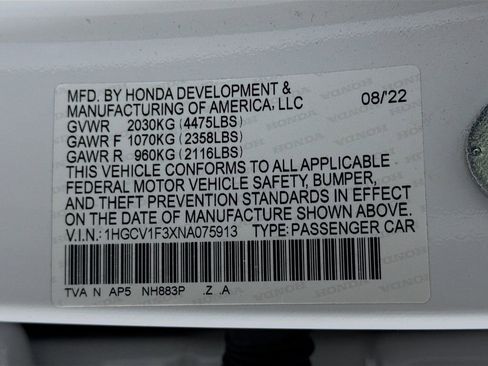 MFD. BY HONDA DEVELOPMENT &
MANUFACTURING OF AMERICA, LLC 08/'22
GVWR 2030KG (4475LBS)
GAWR F 1070KG (2358LBS)
GAWR R 960KG (2116LBS)
THIS VEHICLE CONFORMS TO ALL APPLICABLE
FEDERAL MOTOR VEHICLE SAFETY, BUMPER,
AND THEFT PREVENTION STANDARDS IN EFFECT
ON THE DATE OF MANUFACTURE SHOWN ABOVE.
V.I.N.: 1HGCV1F3XNA075913 TYPE: PASSENGER CAR
TVA N AP5 NH883P .Z .A